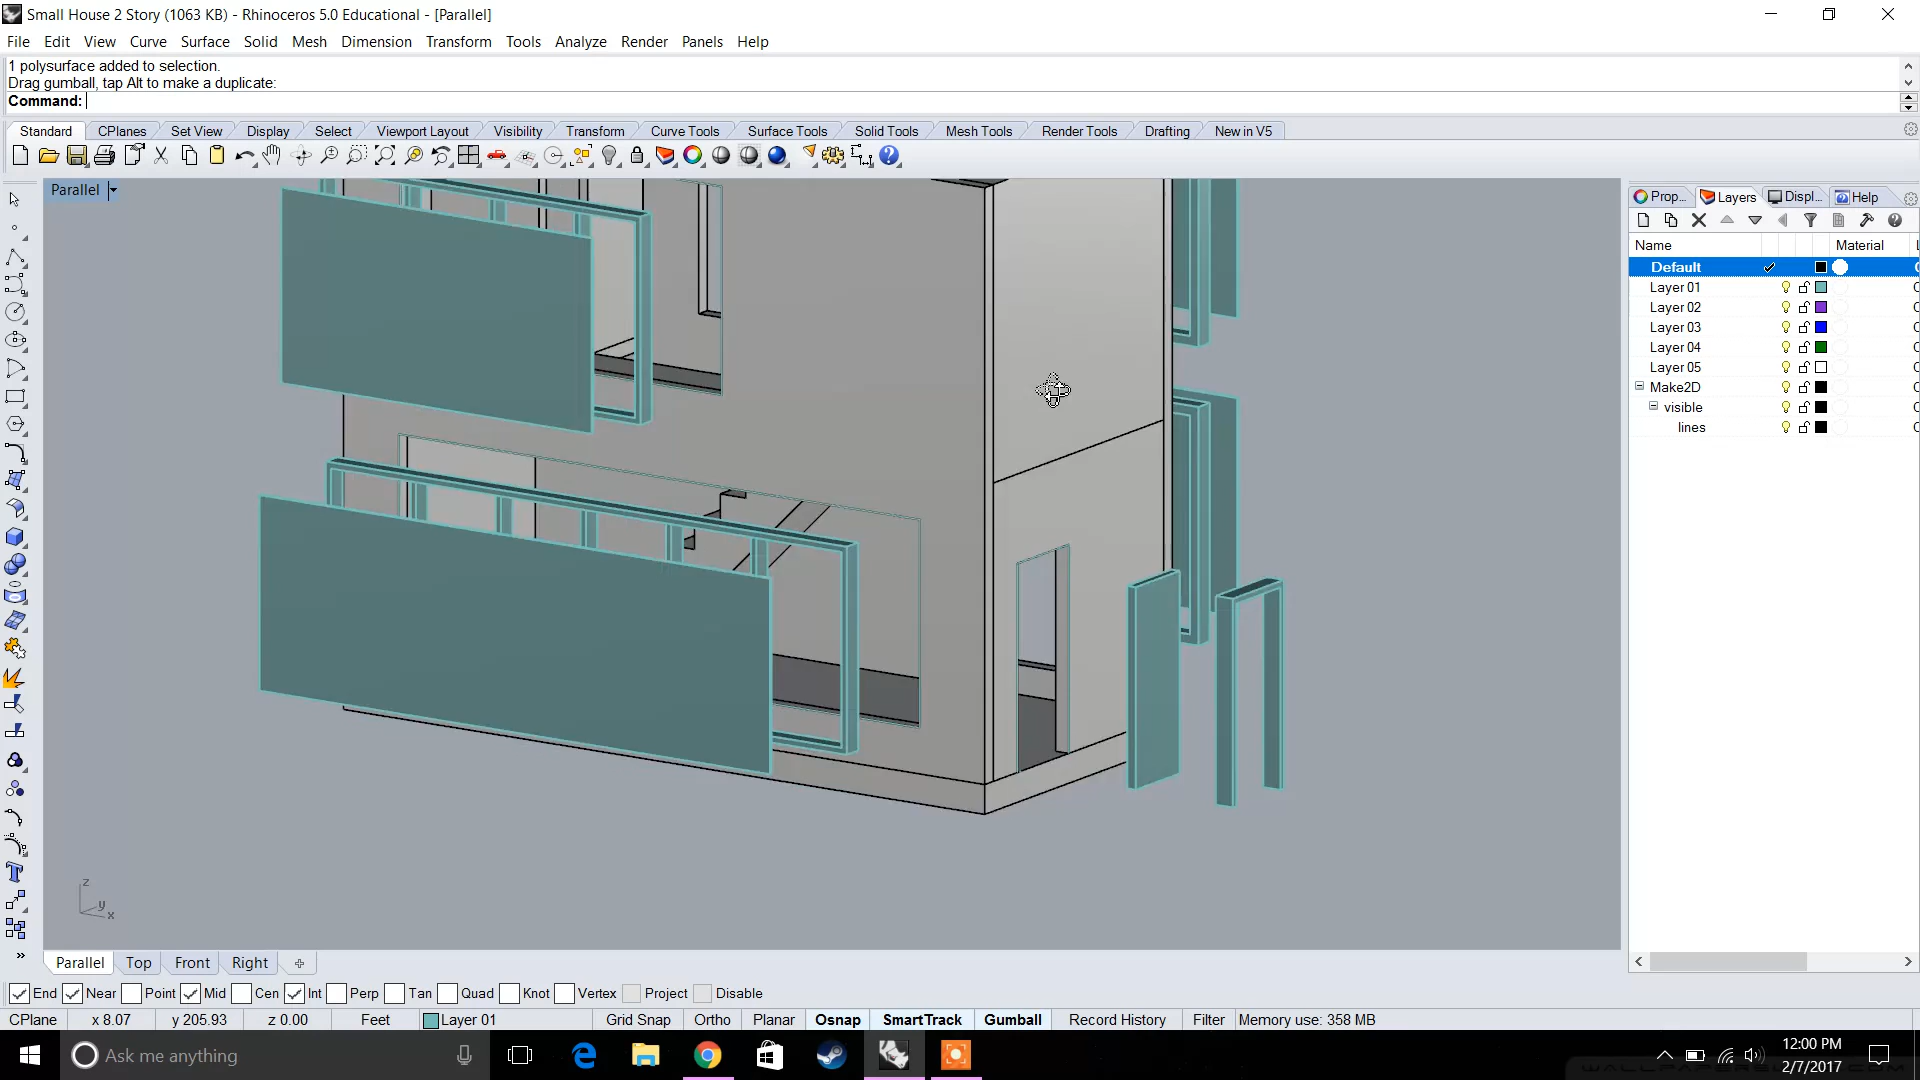 Small House 2 Story (1063 KB) - Rhinoceros 5.0 Educational - [Parallel]
File Edit View Curve Surface Solid Mesh Dimension Transform Tools Analyze Render Panels Help
1 polysurface added to selection.
Drag gumball, tap Alt to make a duplicate:
Command:
Standard CPlanes Set View Display Select Viewport Layout Visibility Transform Curve Tools Surface Tools Solid Tools Mesh Tools Render Tools Drafting New in V5
Parallel
Prop... Layers Displ... Help
Name Material
Default
Layer 01
Layer 02
Layer 03
Layer 04
Layer 05
Make2D
visible
lines
z
y
x
Parallel Top Front Right
End Near Point Mid Cen Int Perp Tan Quad Knot Vertex Project Disable
CPlane x 8.07 y 205.93 z 0.00 Feet Layer 01 Grid Snap Ortho Planar Osnap SmartTrack Gumball Record History Filter Memory use: 358 MB
Ask me anything
12:00 PM
2/7/2017